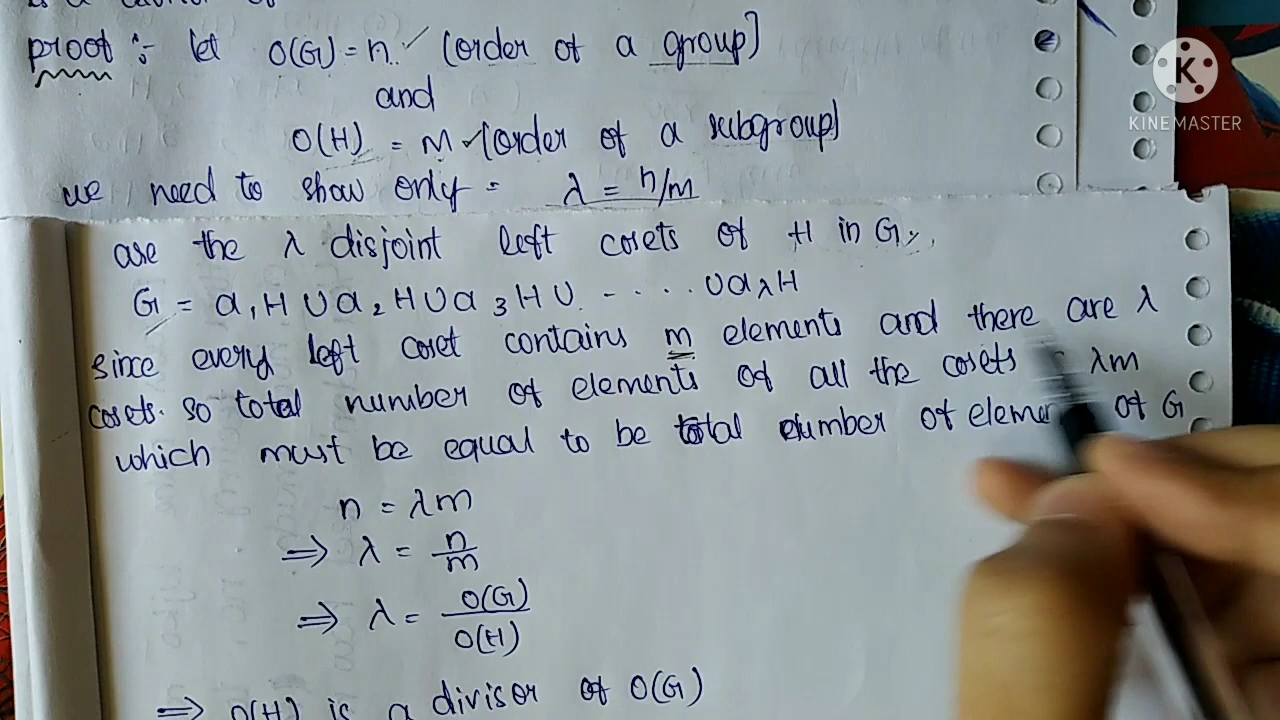 proof :- let O(G) = n. (order of a group)
and
O(H) = m (order of a subgroup)
we need to show only = λ = n/m
are the λ disjoint left cosets of H in G,
G = a₁H ∪ a₂H ∪ a₃H ∪ - . . . . ∪ aλH
since every left coset contains m elements and there are λ
cosets. so total number of elements of all the cosets λm
which must be equal to be total number of eleme of G
n = λm
⇒ λ = n/m
⇒ λ = O(G)/O(H)
⇒ O(H) is a divisor of O(G)
K
KINEMASTER